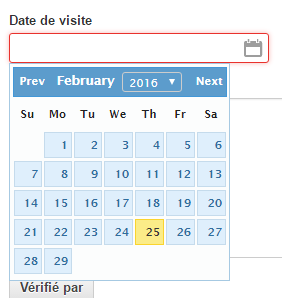 Date de visite
Prev February 2016 Next
Su Mo Tu We Th Fr Sa
1 2 3 4 5 6
7 8 9 10 11 12 13
14 15 16 17 18 19 20
21 22 23 24 25 26 27
28 29
Vérifié par